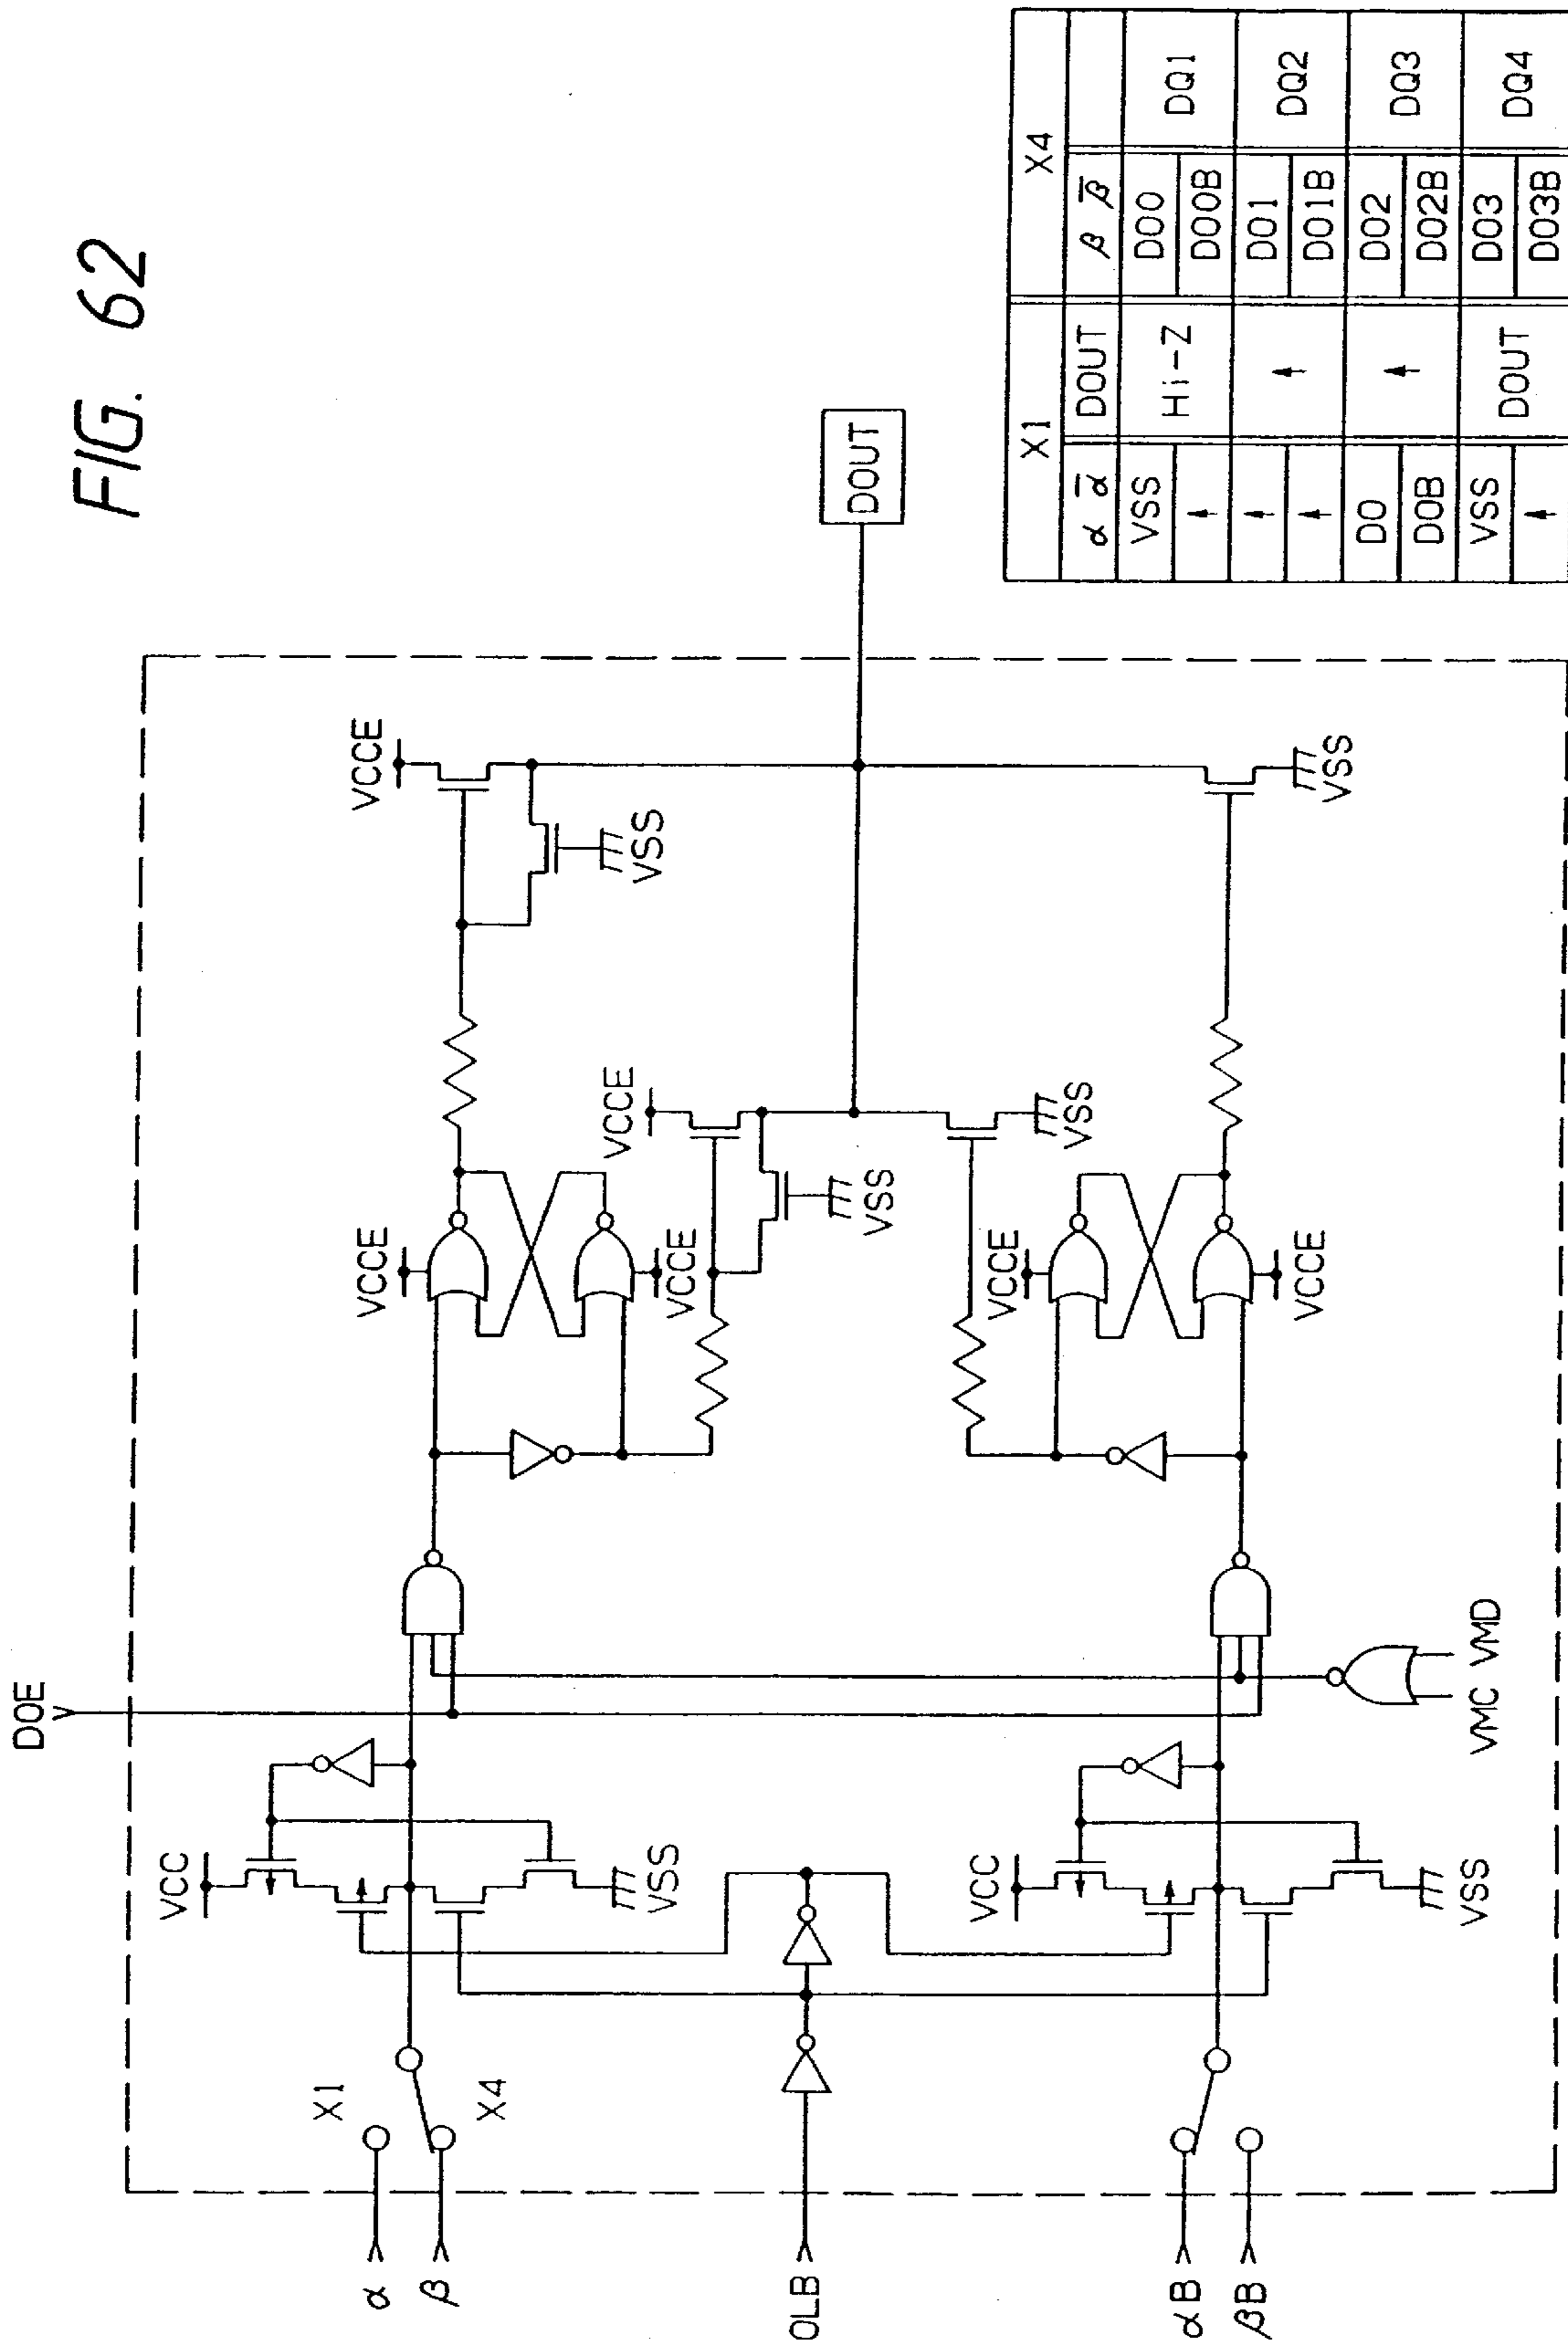 FIG. 62
DOE
VCC
VCCE
VCCE
α
X1
β
X4
VSS
VCCE
VCCE
VSS
VSS
DOUT
OLB
VCC
VCCE
VSS
αB
βB
VSS
VCCE
VSS
VMC VMD
X1
X4
α α̅
DOUT
β β̅
VSS
Hi-Z
DO0
DQ1
↑
DO0B
↑
↑
DO1
DQ2
↑
DO1B
DO
↑
DO2
DQ3
DOB
DO2B
VSS
DOUT
DO3
DQ4
↑
DO3B